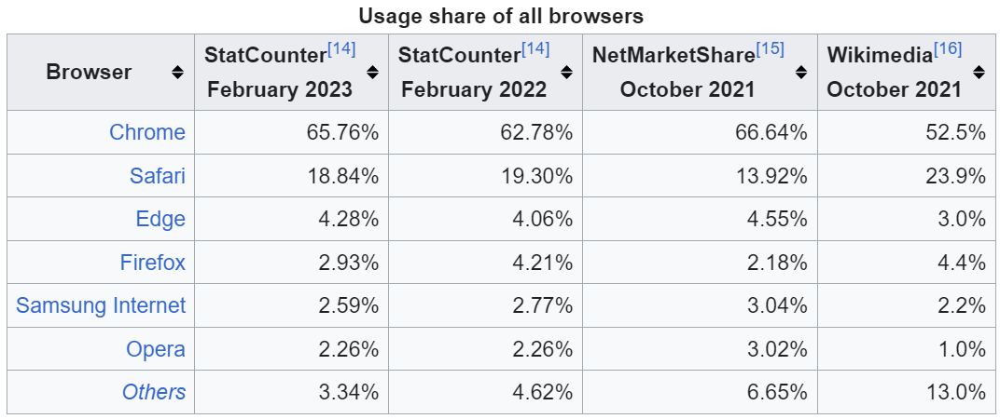 Usage share of all browsers
Browser StatCounter[14] February 2023 StatCounter[14] February 2022 NetMarketShare[15] October 2021 Wikimedia[16] October 2021
Chrome 65.76% 62.78% 66.64% 52.5%
Safari 18.84% 19.30% 13.92% 23.9%
Edge 4.28% 4.06% 4.55% 3.0%
Firefox 2.93% 4.21% 2.18% 4.4%
Samsung Internet 2.59% 2.77% 3.04% 2.2%
Opera 2.26% 2.26% 3.02% 1.0%
Others 3.34% 4.62% 6.65% 13.0%